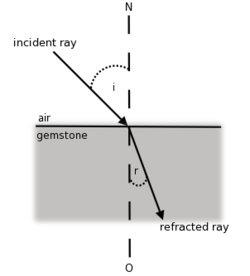 N
incident ray
i
air
gemstone
r
refracted ray
O